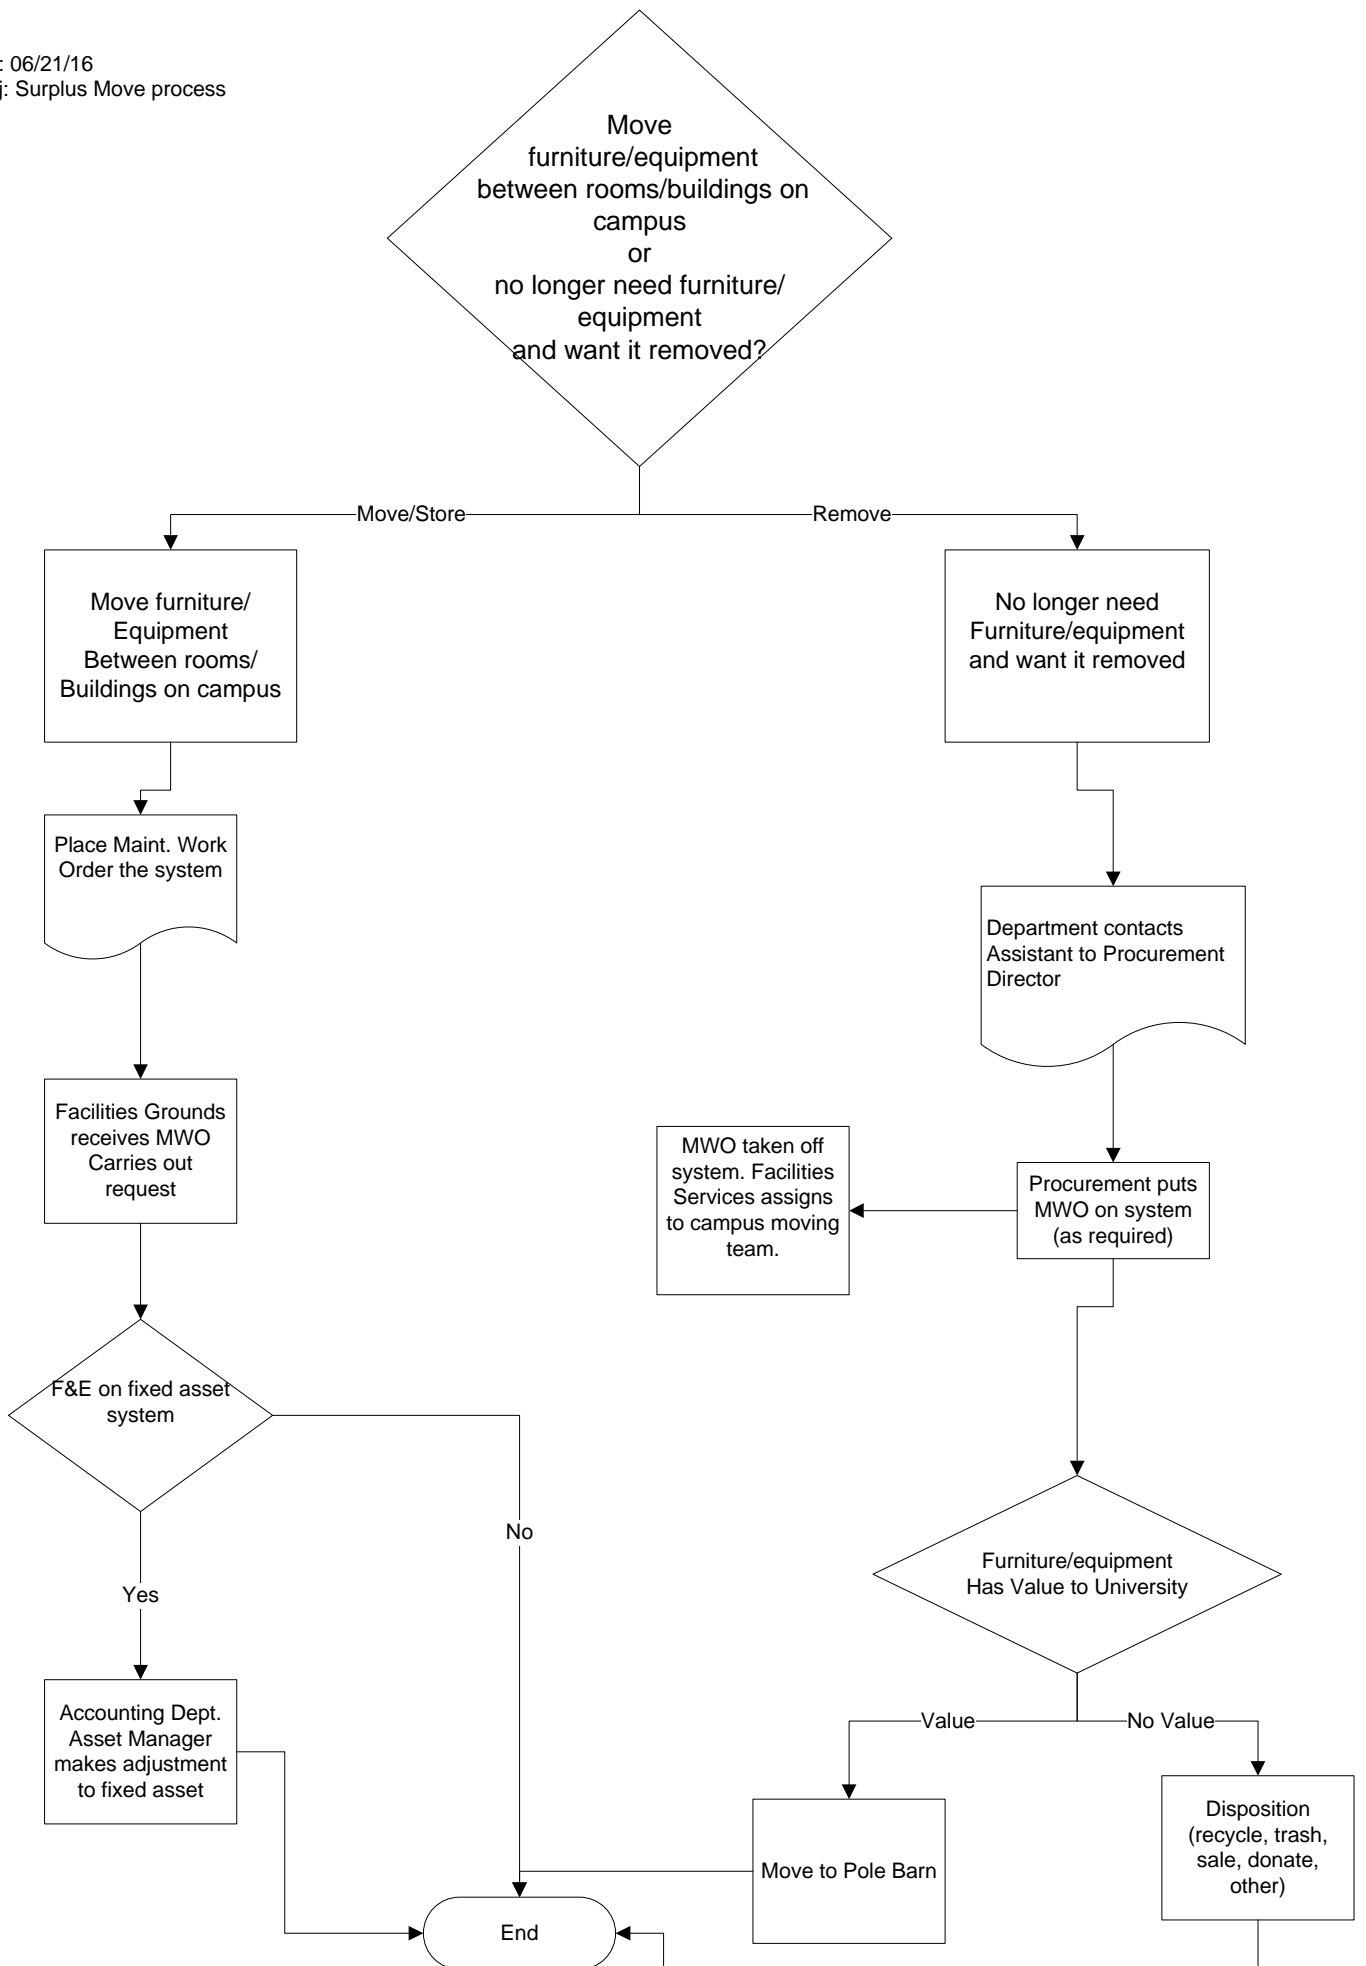 : 06/21/16
j: Surplus Move process
Move
furniture/equipment
between rooms/buildings on
campus
or
no longer need furniture/
equipment
and want it removed?
Move/Store
Remove
Move furniture/
Equipment
Between rooms/
Buildings on campus
No longer need
Furniture/equipment
and want it removed
Place Maint. Work
Order the system
Department contacts
Assistant to Procurement
Director
Facilities Grounds
receives MWO
Carries out
request
MWO taken off
system. Facilities
Services assigns
to campus moving
team.
Procurement puts
MWO on system
(as required)
F&E on fixed asset
system
No
Yes
Furniture/equipment
Has Value to University
Accounting Dept.
Asset Manager
makes adjustment
to fixed asset
Value
No Value
Move to Pole Barn
Disposition
(recycle, trash,
sale, donate,
other)
End